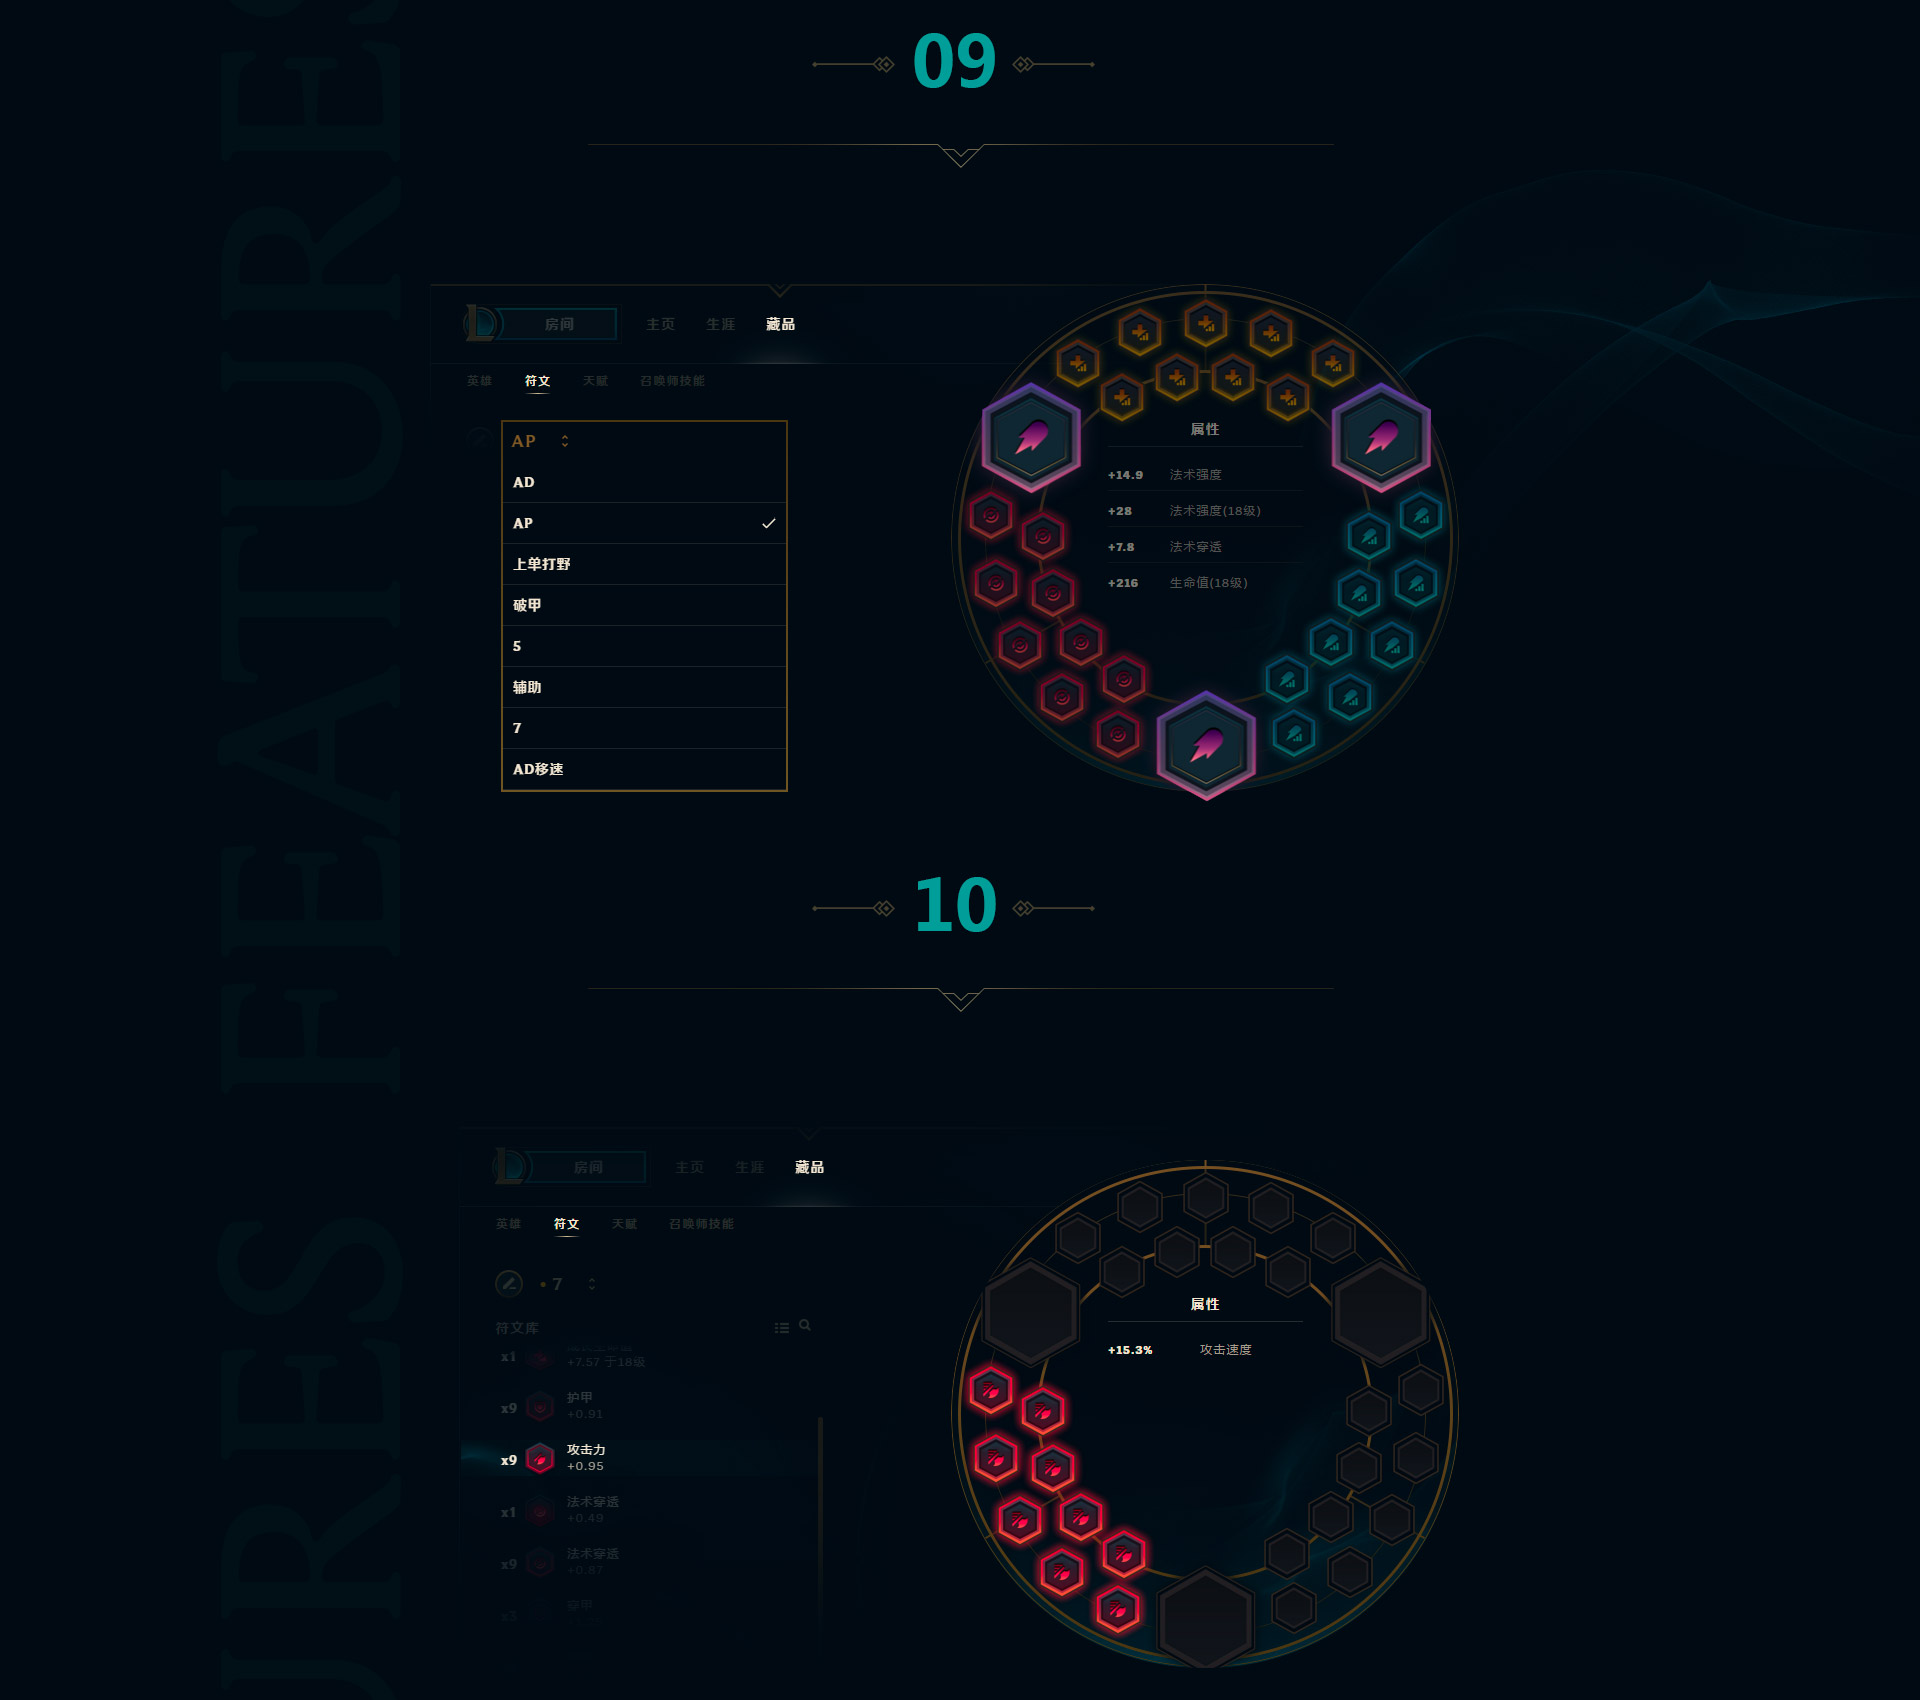 FEATURES
09
房间
主页
生涯
藏品
英雄
符文
天赋
召唤师技能
AP
AD
AP
上单打野
破甲
5
辅助
7
AD移速
属性
+14.9 法术强度
+28 法术强度(18级)
+7.8 法术穿透
+216 生命值(18级)
10
房间
主页
生涯
藏品
英雄
符文
天赋
召唤师技能
7
符文库
x1
+7.57 于18级
x9 护甲
+0.91
x9 攻击力
+0.95
x1 法术穿透
+0.49
x9 法术穿透
+0.87
x3 穿甲
属性
+15.3% 攻击速度
URES